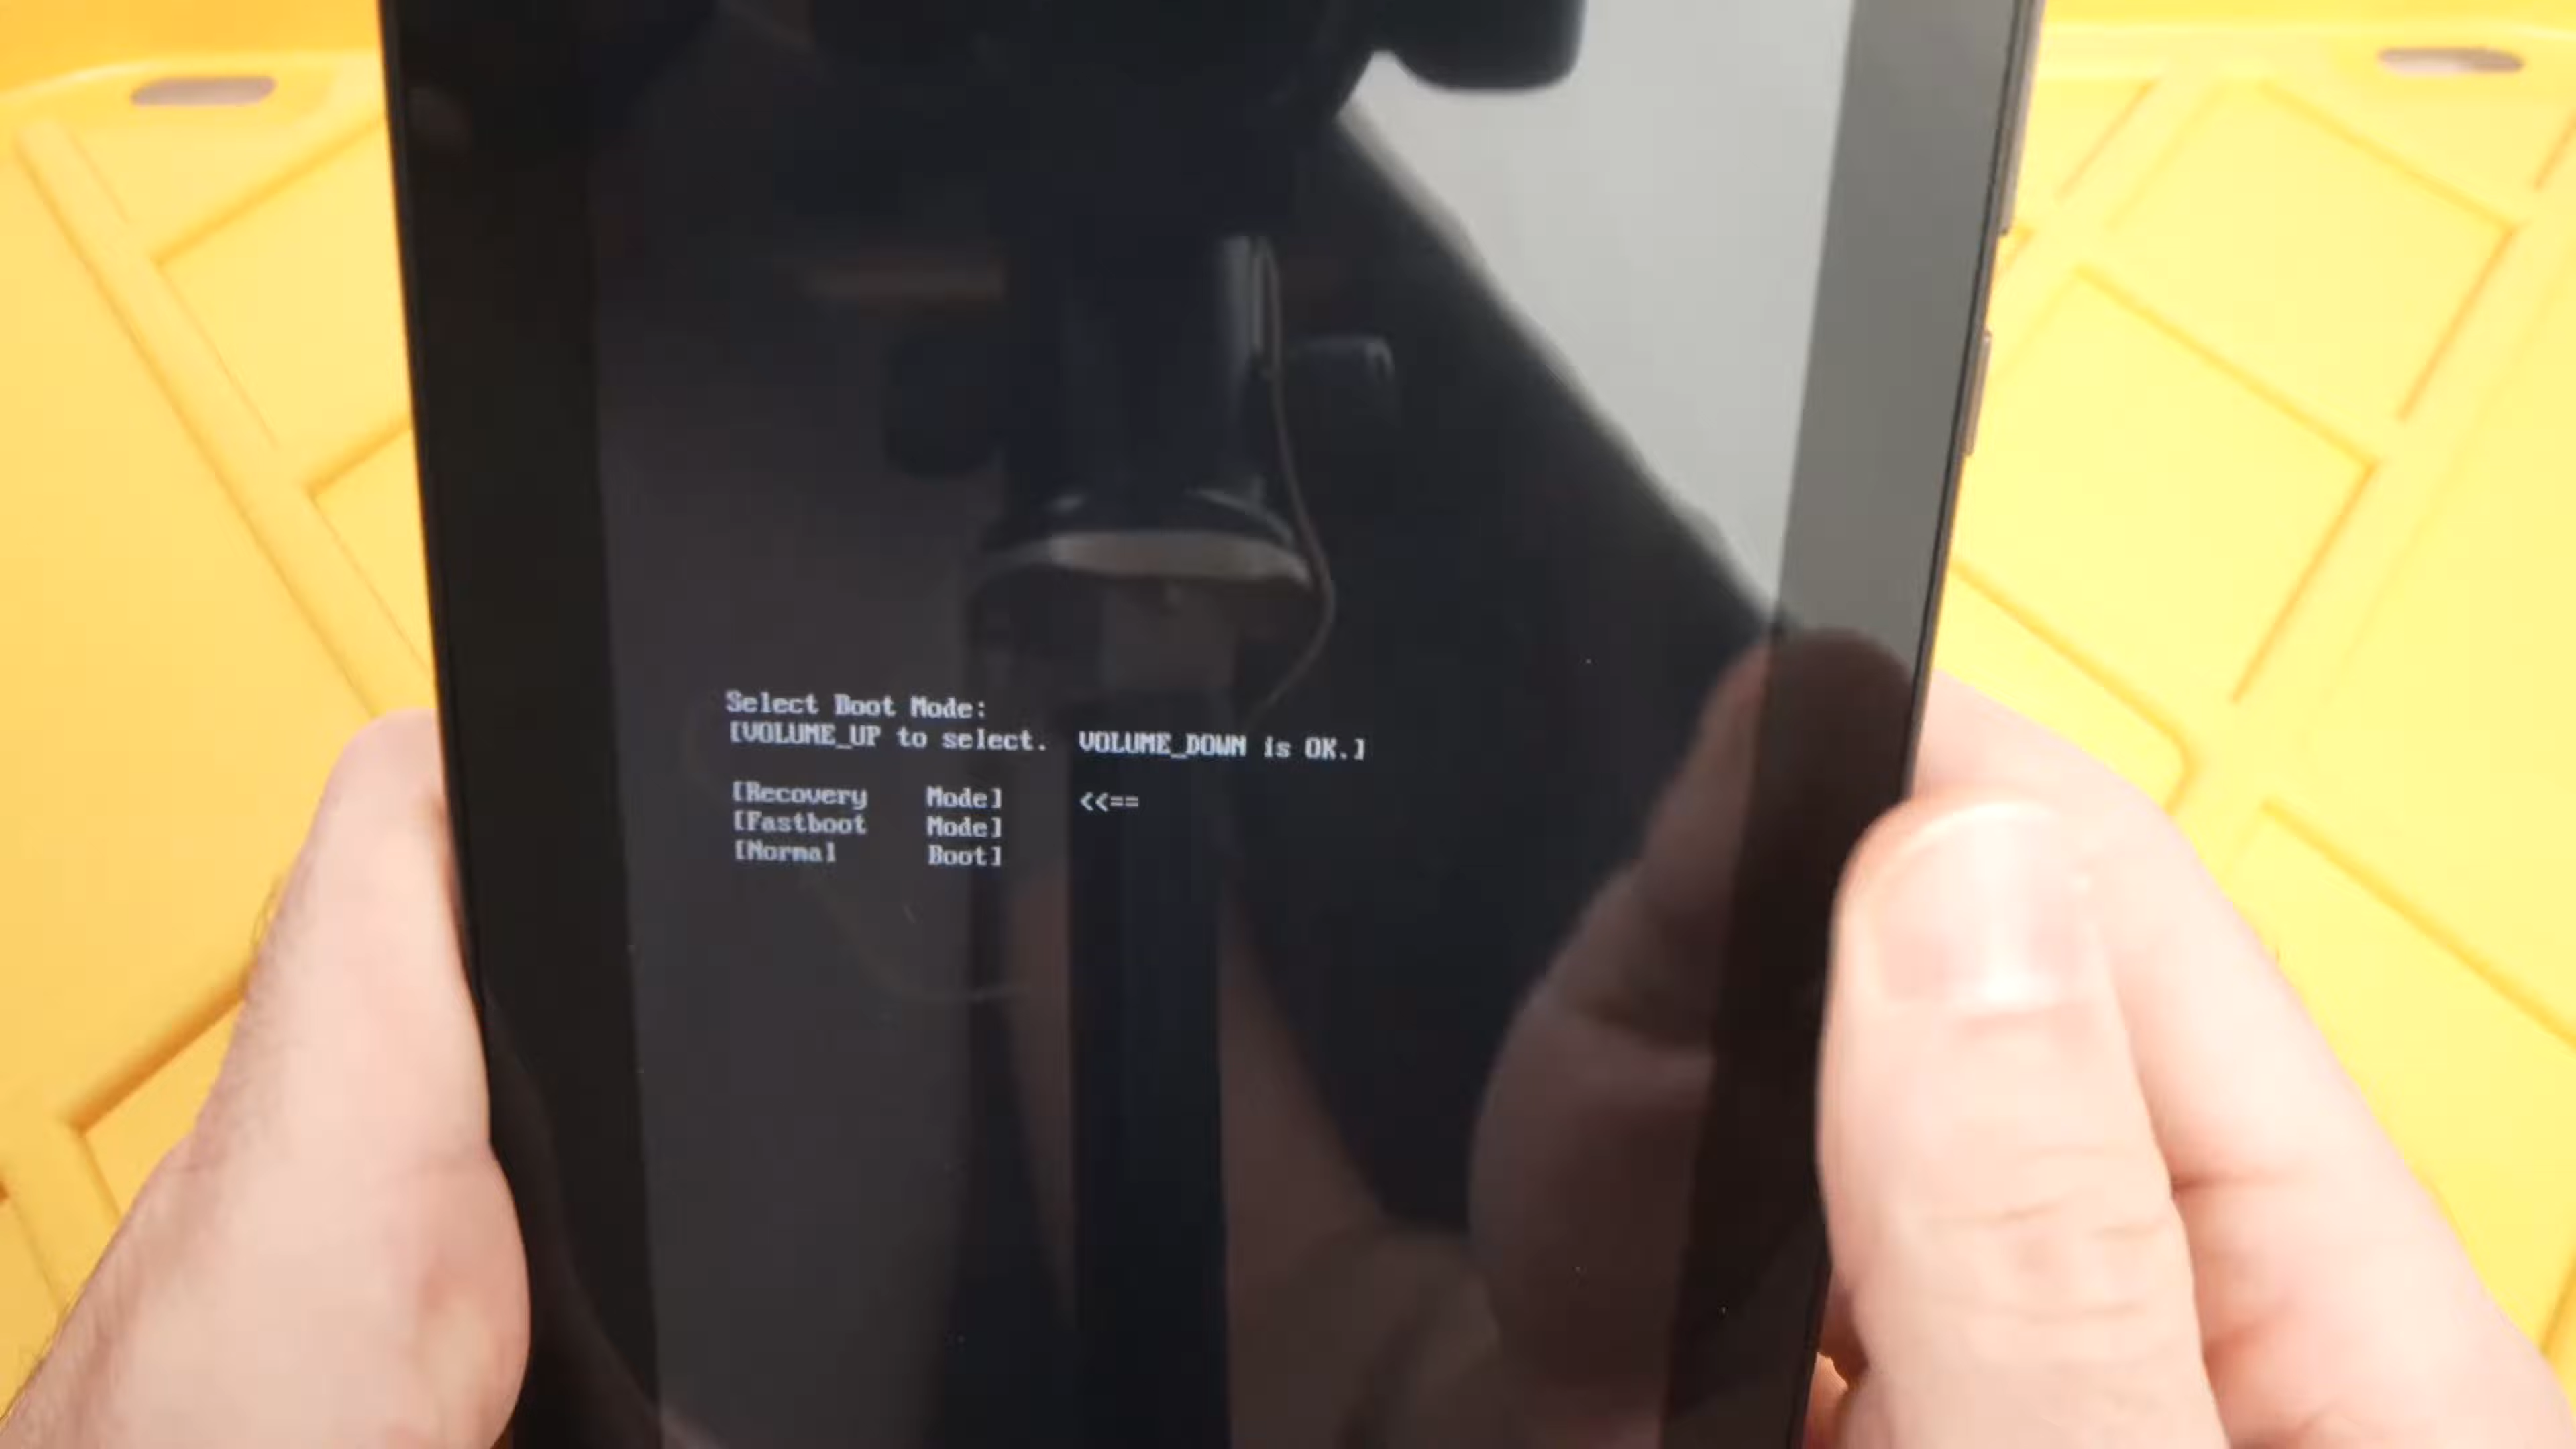 Select Boot Mode:
[VOLUME_UP to select.  VOLUME_DOWN is OK.]
[Recovery    Mode]    <<==
[Fastboot    Mode]
[Normal      Boot]